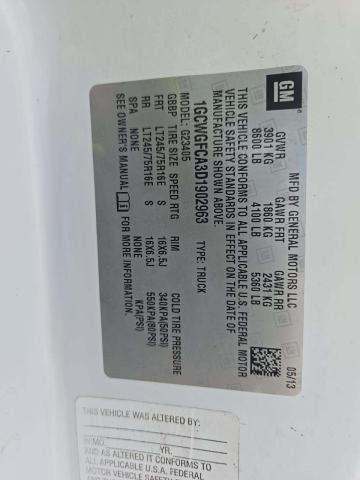 GM
MFD BY GENERAL MOTORS LLC 05/13
GVWR GAWR FRT GAWR RR
3901 KG 1800 KG 2431 KG
8600 LB 4100 LB 5360 LB
THIS VEHICLE CONFORMS TO ALL APPLICABLE U.S. FEDERAL MOTOR
VEHICLE SAFETY STANDARDS IN EFFECT ON THE DATE OF
MANUFACTURE SHOWN ABOVE.
1GCWGFCA3D1902963 TYPE: TRUCK
MODEL: G23405
GBBP TIRE SIZE SPEED RTG RIM COLD TIRE PRESSURE
FRT LT245/75R16E S 16X6.5J 340KPA(50PSI)
RR LT245/75R16E S 16X6.5J 550KPA(80PSI)
SPA NONE NONE KPA(PSI)
SEE OWNER'S MANUAL FOR MORE INFORMATION.
THIS VEHICLE WAS ALTERED BY:
MO. YR.
AND AS ALTERED IT CONFORMS TO
ALL APPLICABLE U.S.A. FEDERAL
MOTOR VEHICLE SAFETY